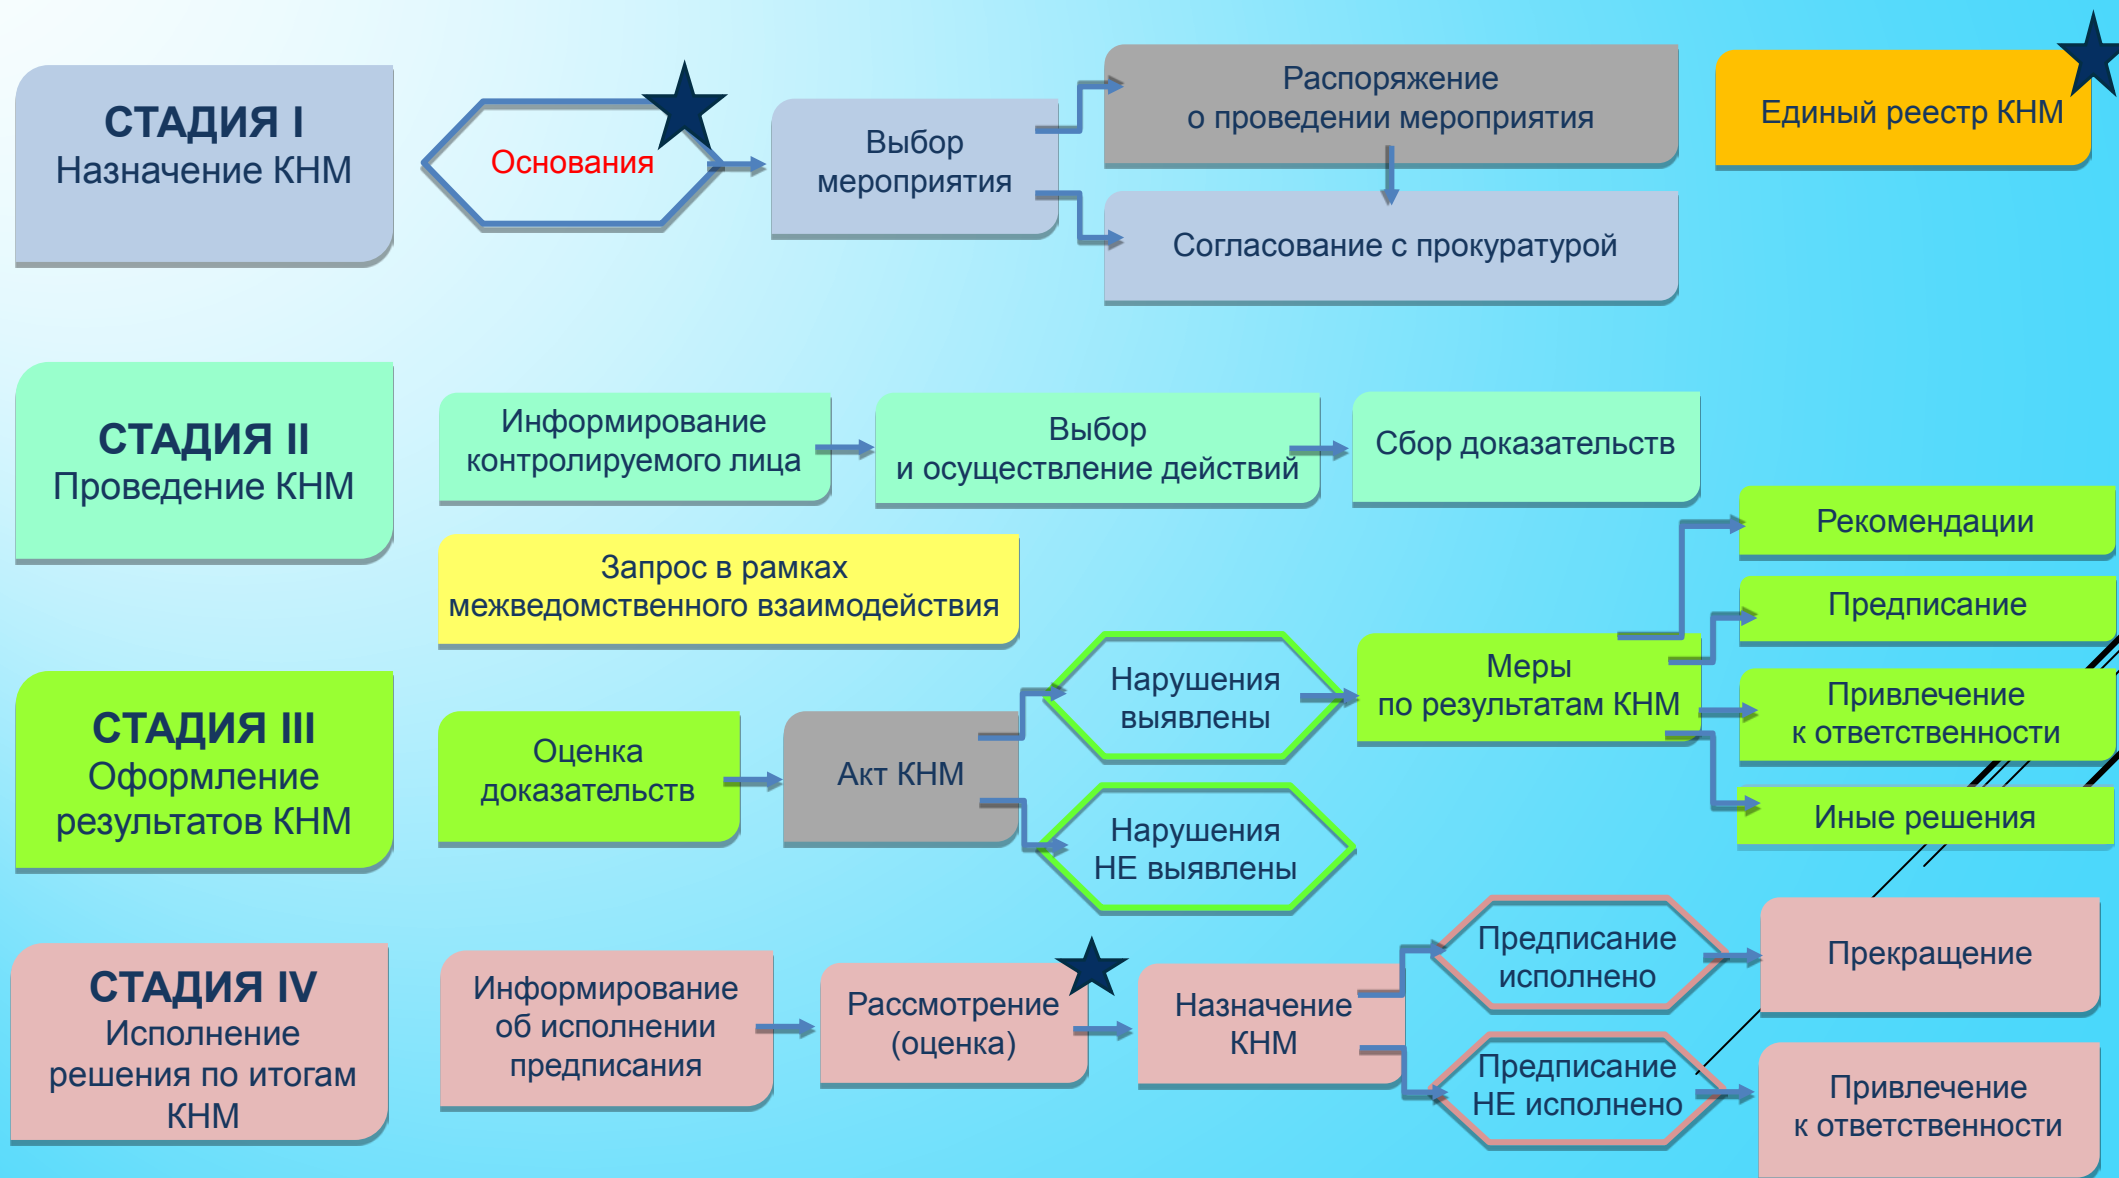 СТАДИЯ I
Назначение КНМ
Основания
Выбор
мероприятия
Распоряжение
о проведении мероприятия
Согласование с прокуратурой
Единый реестр КНМ
СТАДИЯ II
Проведение КНМ
Информирование
контролируемого лица
Выбор
и осуществление действий
Сбор доказательств
Запрос в рамках
межведомственного взаимодействия
СТАДИЯ III
Оформление
результатов КНМ
Оценка
доказательств
Акт КНМ
Нарушения
выявлены
Нарушения
НЕ выявлены
Меры
по результатам КНМ
Рекомендации
Предписание
Привлечение
к ответственности
Иные решения
СТАДИЯ IV
Исполнение
решения по итогам
КНМ
Информирование
об исполнении
предписания
Рассмотрение
(оценка)
Назначение
КНМ
Предписание
исполнено
Предписание
НЕ исполнено
Прекращение
Привлечение
к ответственности